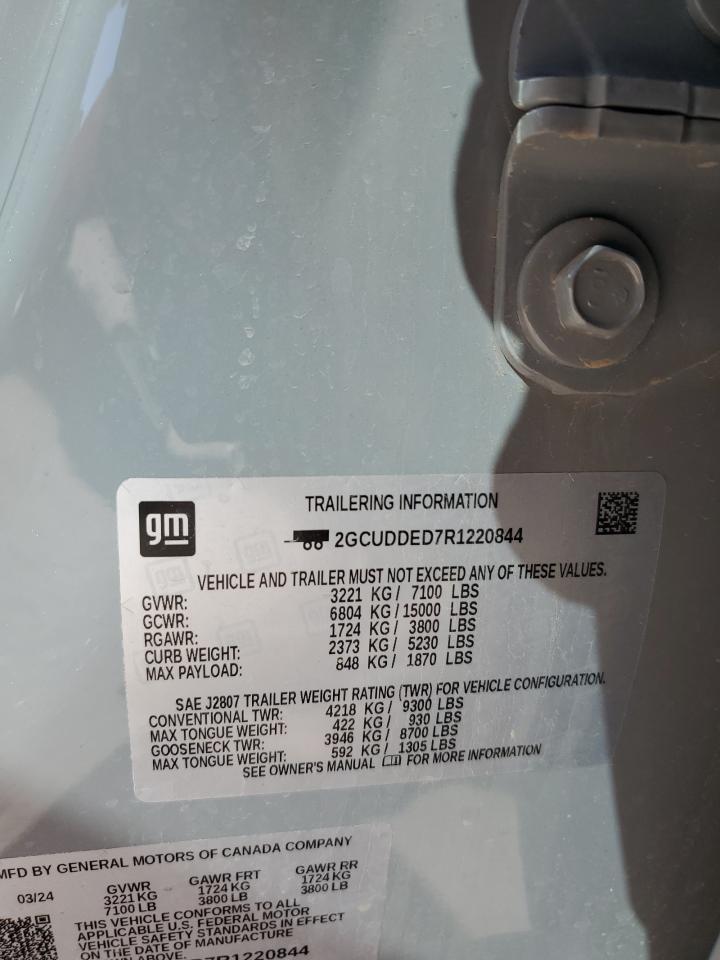 gm
TRAILERING INFORMATION
2GCUDDED7R1220844
VEHICLE AND TRAILER MUST NOT EXCEED ANY OF THESE VALUES.
GVWR: 3221 KG/ 7100 LBS
GCWR: 6804 KG/15000 LBS
RGAWR: 1724 KG/ 3800 LBS
CURB WEIGHT: 2373 KG/ 5230 LBS
MAX PAYLOAD: 848 KG/ 1870 LBS
SAE J2807 TRAILER WEIGHT RATING (TWR) FOR VEHICLE CONFIGURATION.
CONVENTIONAL TWR: 4218 KG/ 9300 LBS
MAX TONGUE WEIGHT: 422 KG/ 930 LBS
GOOSENECK TWR: 3946 KG/ 8700 LBS
MAX TONGUE WEIGHT: 592 KG/ 1305 LBS
SEE OWNER'S MANUAL FOR MORE INFORMATION
MFD BY GENERAL MOTORS OF CANADA COMPANY
03/24 GVWR GAWR FRT GAWR RR
3221 KG 1724 KG 1724 KG
7100 LB 3800 LB 3800 LB
THIS VEHICLE CONFORMS TO ALL
APPLICABLE U.S. FEDERAL MOTOR
VEHICLE SAFETY STANDARDS IN EFFECT
ON THE DATE OF MANUFACTURE
ABOVE.
D7R1220844